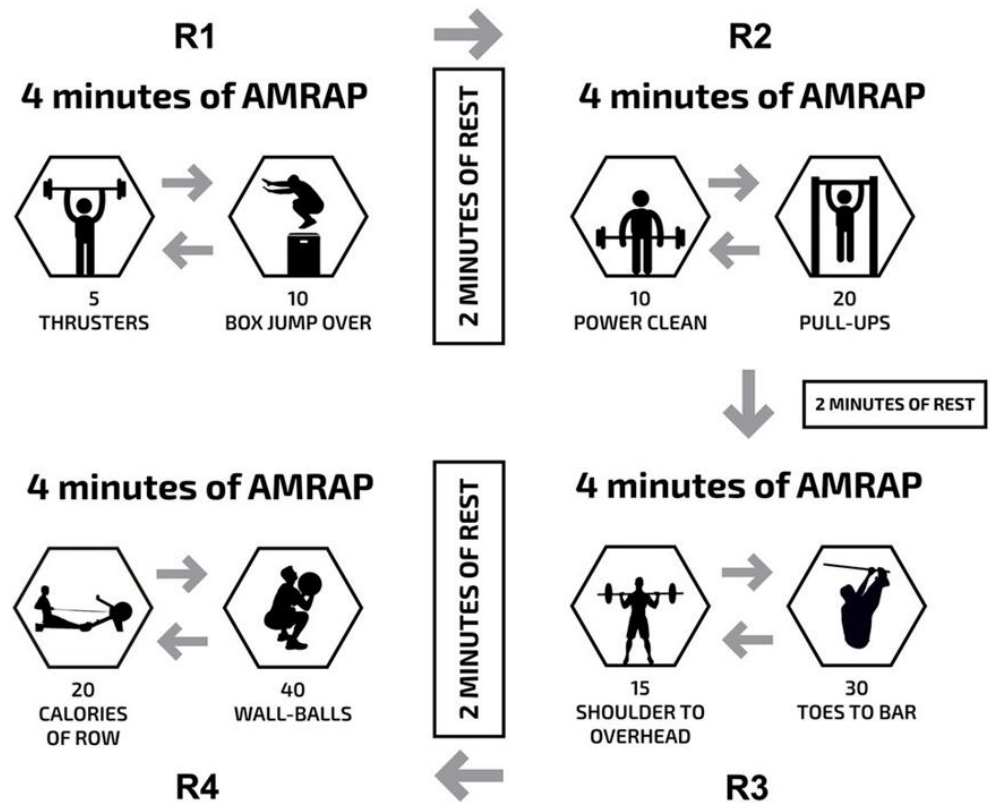 R1
4 minutes of AMRAP
5
THRUSTERS
10
BOX JUMP OVER
2 MINUTES OF REST
R2
4 minutes of AMRAP
10
POWER CLEAN
20
PULL-UPS
2 MINUTES OF REST
4 minutes of AMRAP
15
SHOULDER TO
OVERHEAD
30
TOES TO BAR
R3
2 MINUTES OF REST
4 minutes of AMRAP
20
CALORIES
OF ROW
40
WALL-BALLS
R4